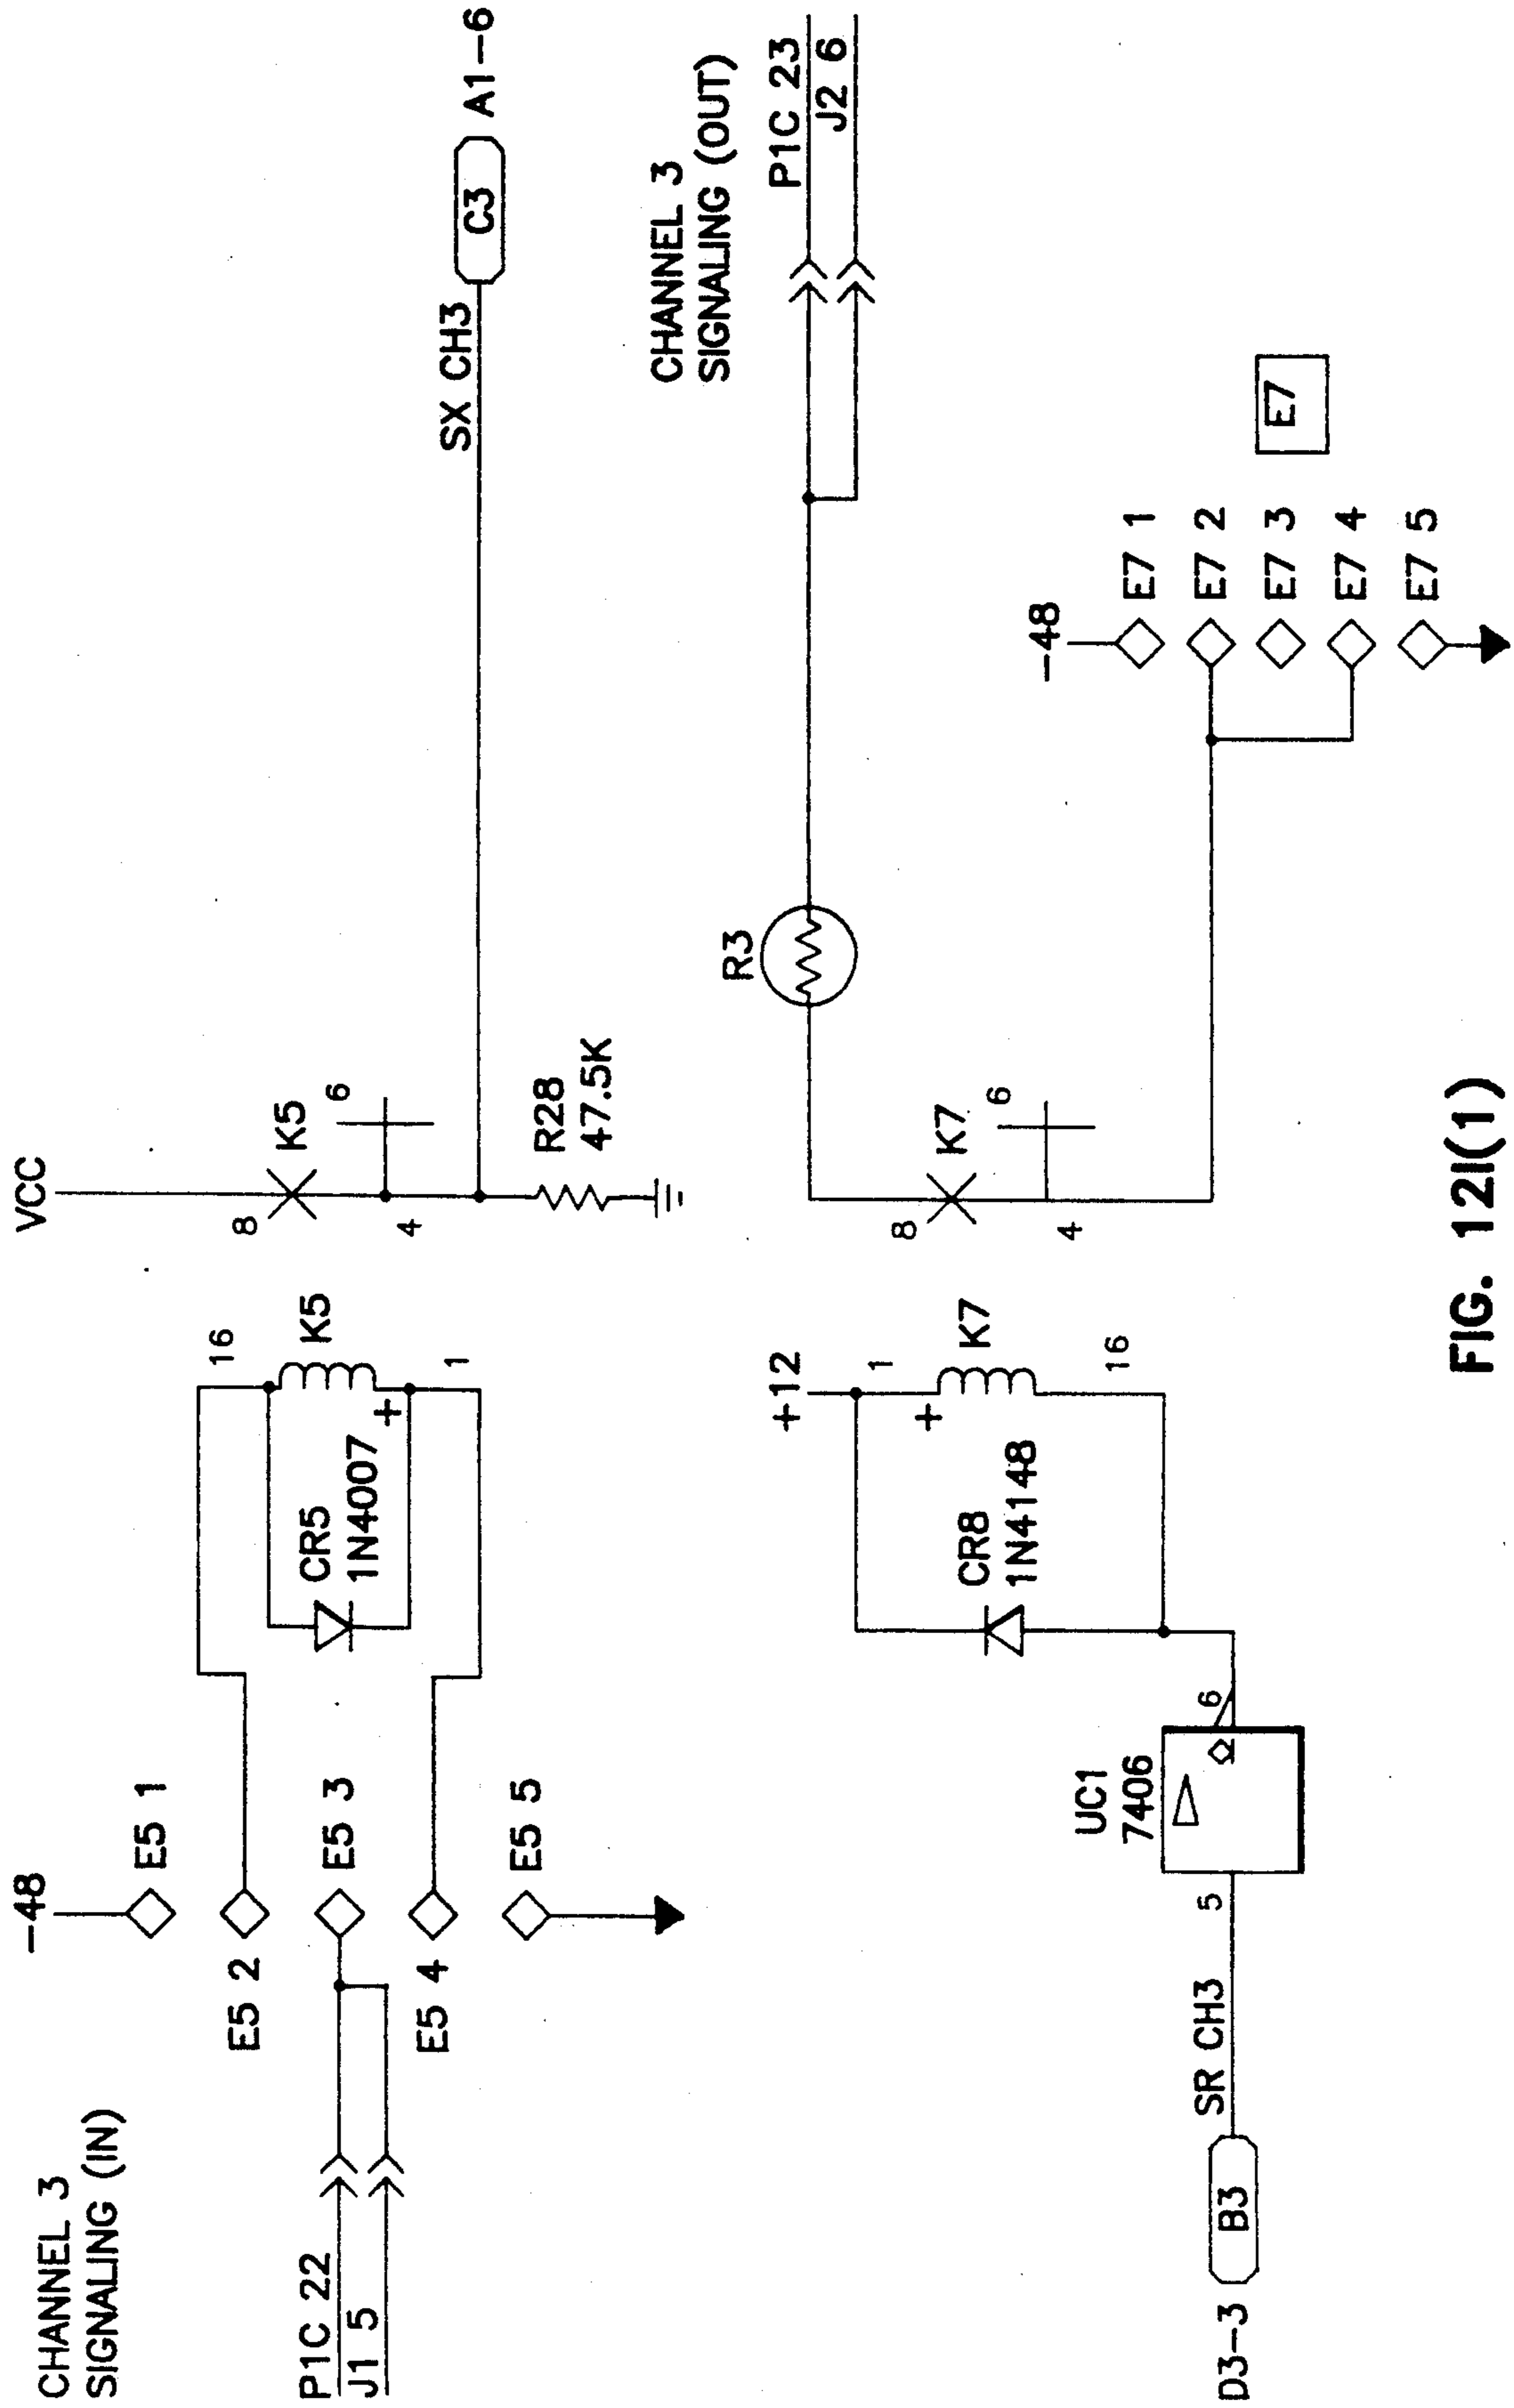 CHANNEL 3
SIGNALING (IN)
P1C 22
J1 5
-48
E5 1
E5 2
E5 3
E5 4
E5 5
16
K5
+
1
CR5
1N4007
VCC
8
K5
6
4
R28
47.5K
SX CH3
C3
A1-6
CHANNEL 3
SIGNALING (OUT)
P1C 23
J2 6
D3-3
B3
SR CH3
5
UC1
7406
6
CR8
1N4148
+12
1
+
K7
16
8
K7
6
4
R3
-48
E7 1
E7 2
E7 3
E7 4
E7 5
E7
FIG. 12I(1)